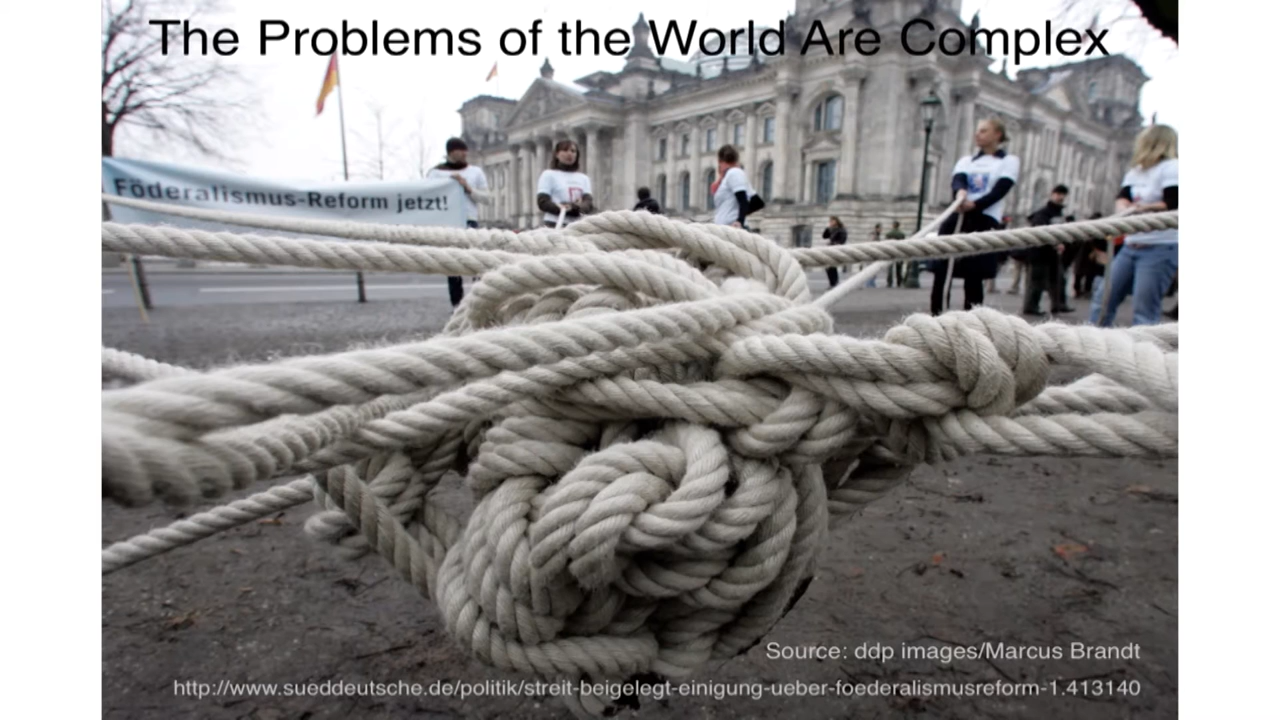 The Problems of the World Are Complex
Föderalismus-Reform jetzt!
Source: ddp images/Marcus Brandt
http://www.sueddeutsche.de/politik/streit-beigelegt-einigung-ueber-foederalismusreform-1.413140